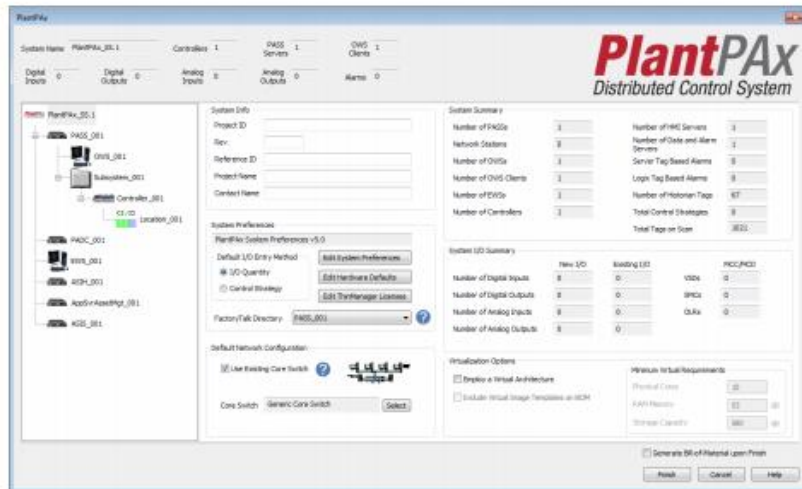 PlantPAx
System Name PlantPAx_05.1 Controllers 1 PASS Servers 1 OWS Clients 1
Digital Inputs 0 Digital Outputs 0 Analog Inputs 0 Analog Outputs 0 Alarms 0
PlantPAx
Distributed Control System
PlantPAx_05.1
PASS_001
OWS_001
Subsystem_001
Controller_001
Location_001
PADC_001
EWS_001
ASIH_001
AppSvrAssetMgt_001
ASIS_001
System Info
Project ID
Rev.
Reference ID
Project Name
Contact Name
System Preferences
PlantPAx System Preferences v5.0
Default I/O Entry Method
I/O Quantity
Control Strategy
Edit System Preferences
Edit Hardware Defaults
Edit ThinManager Licenses
FactoryTalk Directory PASS_001
Default Network Configuration
Use Existing Core Switch
Core Switch Generic Core Switch Select
System Summary
Number of PASSs 1
Network Stations
Number of OWSs 1
Number of OWS Clients 1
Number of EWSs 1
Number of Controllers 1
Number of HMI Servers 1
Number of Data and Alarm Servers 1
Server Tag Based Alarms 0
Logix Tag Based Alarms 0
Number of Historian Tags 67
Total Control Strategies 0
Total Tags on Scan
System I/O Summary
New I/O Existing I/O MCC/MCD
Number of Digital Inputs 0 0 VSDs 0
Number of Digital Outputs 0 0 SMCs 0
Number of Analog Inputs 0 0 OLRs 0
Number of Analog Outputs 0 0
Virtualization Options
Employ a Virtual Architecture
Include Virtual Image Templates in BOM
Minimum Virtual Requirements
Physical Cores
RAM Memory
Storage Capacity
Generate Bill-of-Material upon Finish
Finish Cancel Help